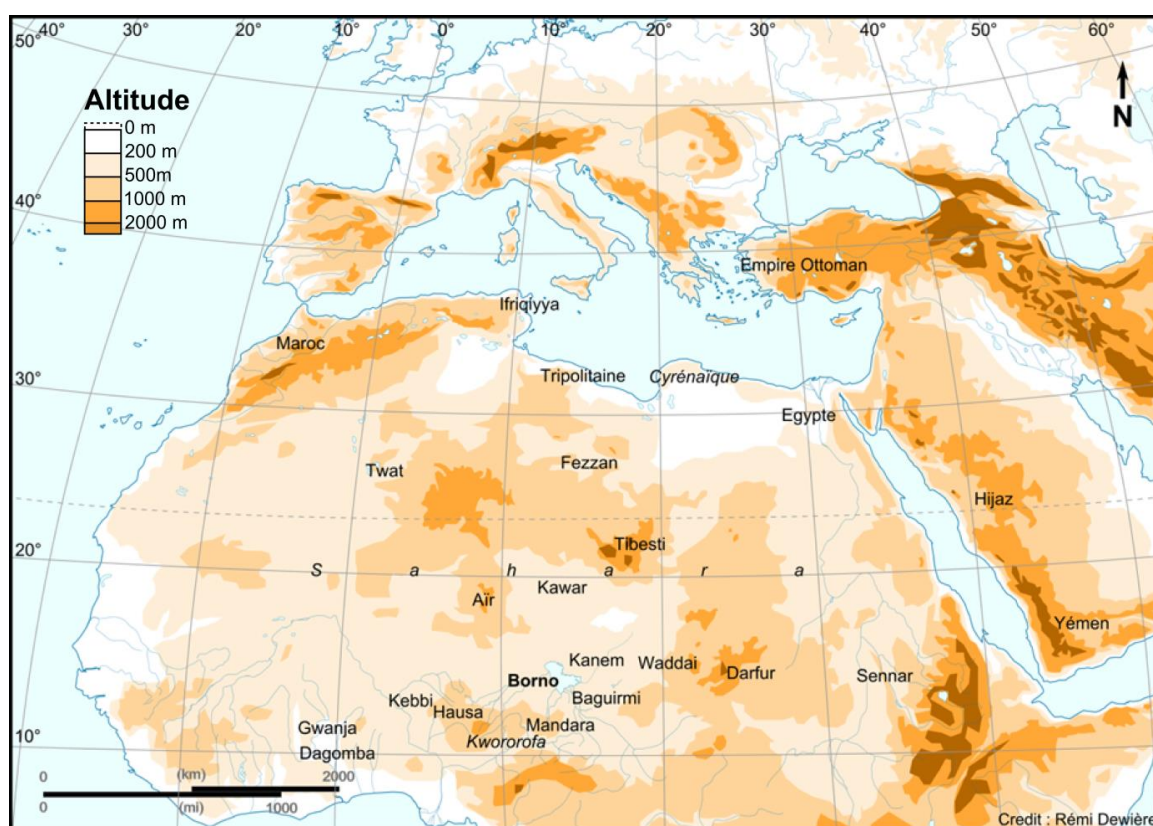 40° 30° 20° 10° 0° 10° 20° 30° 40° 50° 60°
50°
N
Altitude
0 m
200 m
500m
1000 m
2000 m
40°
Empire Ottoman
Ifriqiyya
Maroc
Tripolitaine
Cyrénaïque
30°
Egypte
Twat
Fezzan
Hijaz
Tibesti
20°
S a h a r a
Kawar
Aïr
Yémen
Kanem
Waddai
Darfur
Sennar
Borno
Baguirmi
Kebbi
Hausa
Mandara
Gwanja
Kwororofa
10°
Dagomba
0 (km) 2000
0 (mi) 1000
Credit : Rémi Dewière